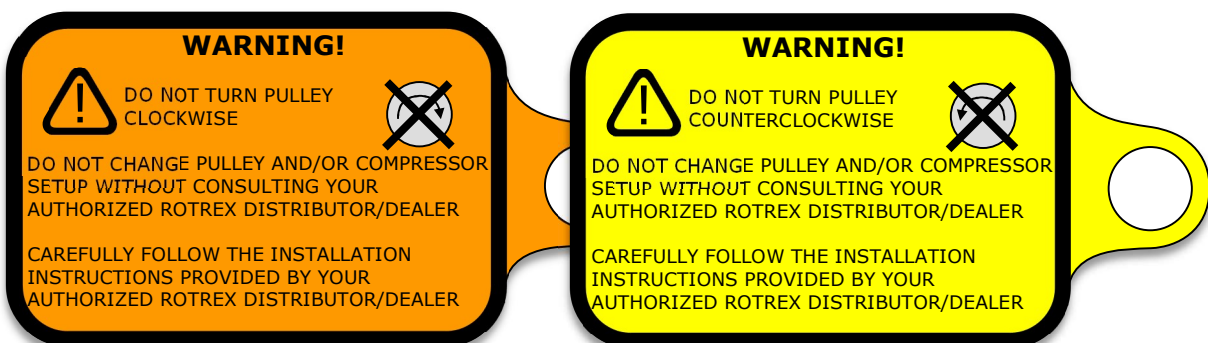 WARNING!
DO NOT TURN PULLEY
CLOCKWISE
DO NOT CHANGE PULLEY AND/OR COMPRESSOR
SETUP WITHOUT CONSULTING YOUR
AUTHORIZED ROTREX DISTRIBUTOR/DEALER
CAREFULLY FOLLOW THE INSTALLATION
INSTRUCTIONS PROVIDED BY YOUR
AUTHORIZED ROTREX DISTRIBUTOR/DEALER
WARNING!
DO NOT TURN PULLEY
COUNTERCLOCKWISE
DO NOT CHANGE PULLEY AND/OR COMPRESSOR
SETUP WITHOUT CONSULTING YOUR
AUTHORIZED ROTREX DISTRIBUTOR/DEALER
CAREFULLY FOLLOW THE INSTALLATION
INSTRUCTIONS PROVIDED BY YOUR
AUTHORIZED ROTREX DISTRIBUTOR/DEALER